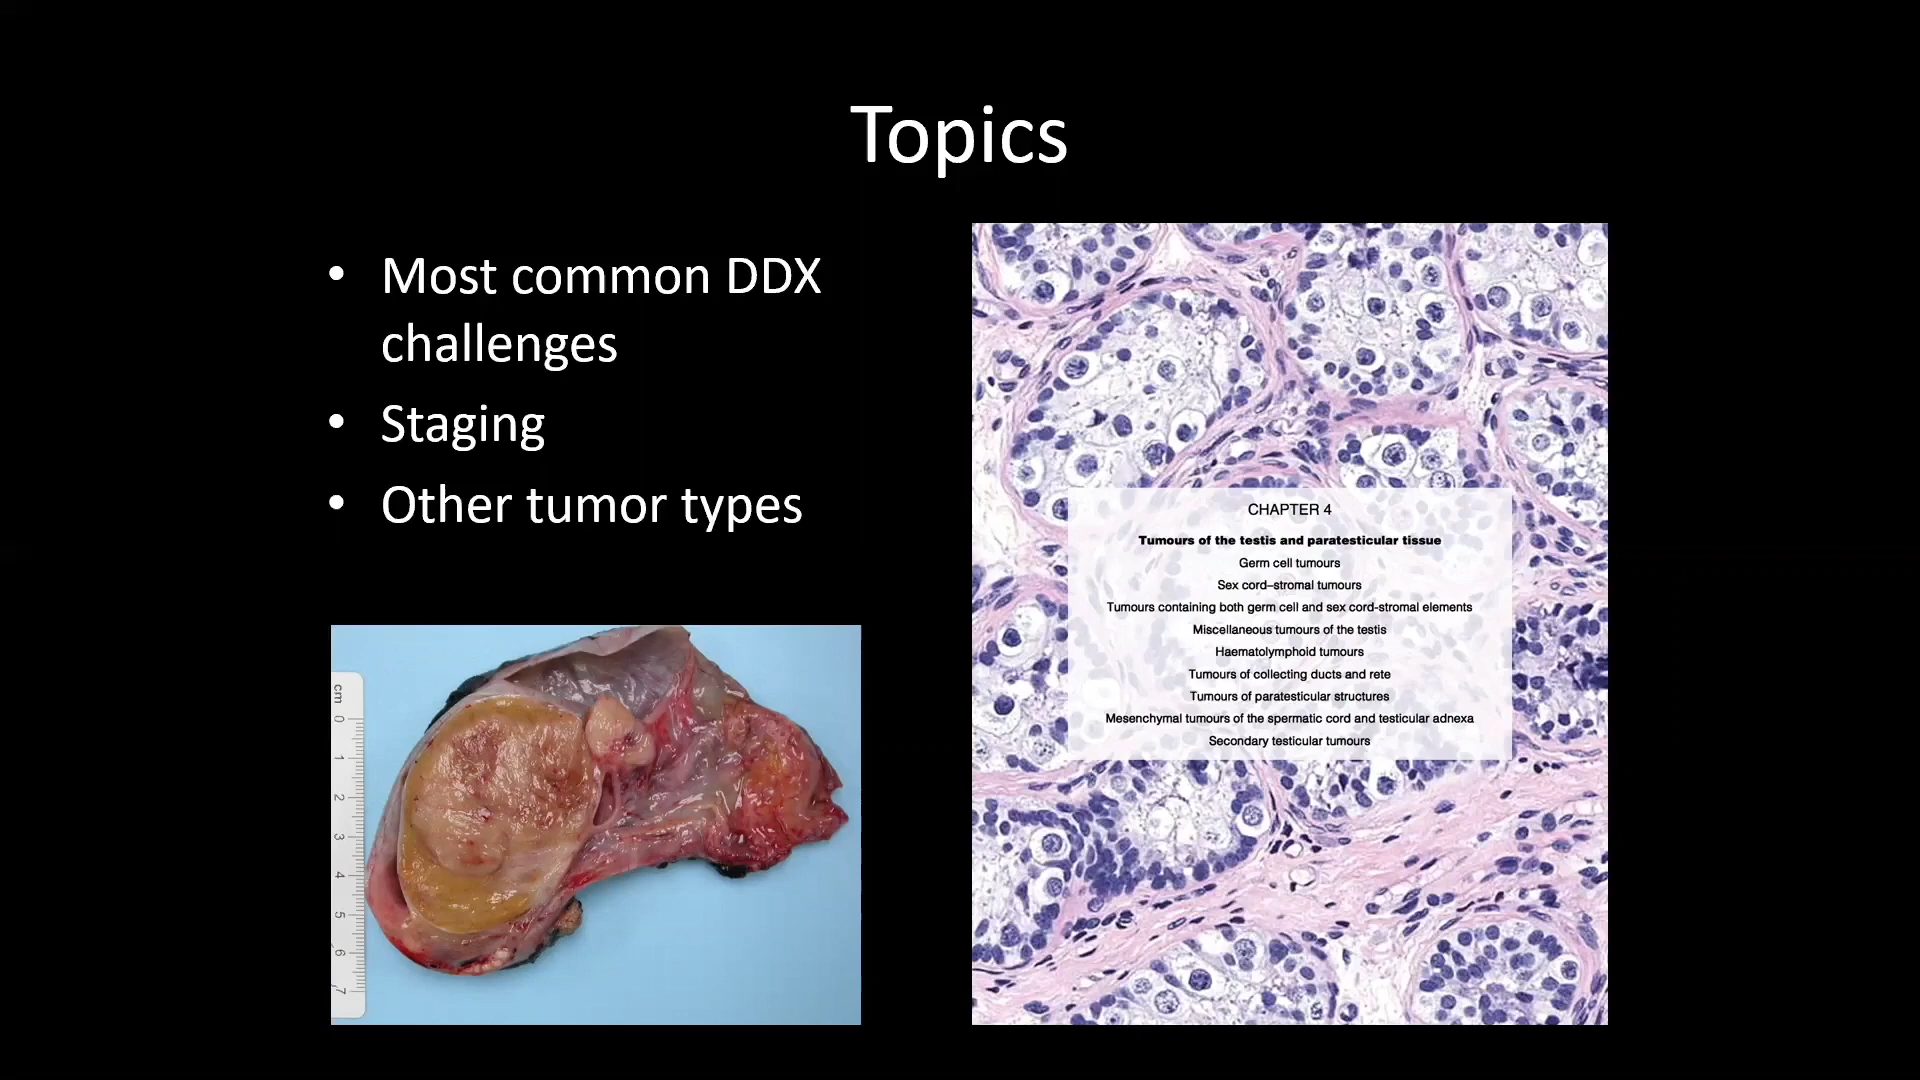 Topics
• Most common DDX
challenges
• Staging
• Other tumor types
cm
0
1
2
3
4
5
6
7
CHAPTER 4
Tumours of the testis and paratesticular tissue
Germ cell tumours
Sex cord–stromal tumours
Tumours containing both germ cell and sex cord-stromal elements
Miscellaneous tumours of the testis
Haematolymphoid tumours
Tumours of collecting ducts and rete
Tumours of paratesticular structures
Mesenchymal tumours of the spermatic cord and testicular adnexa
Secondary testicular tumours